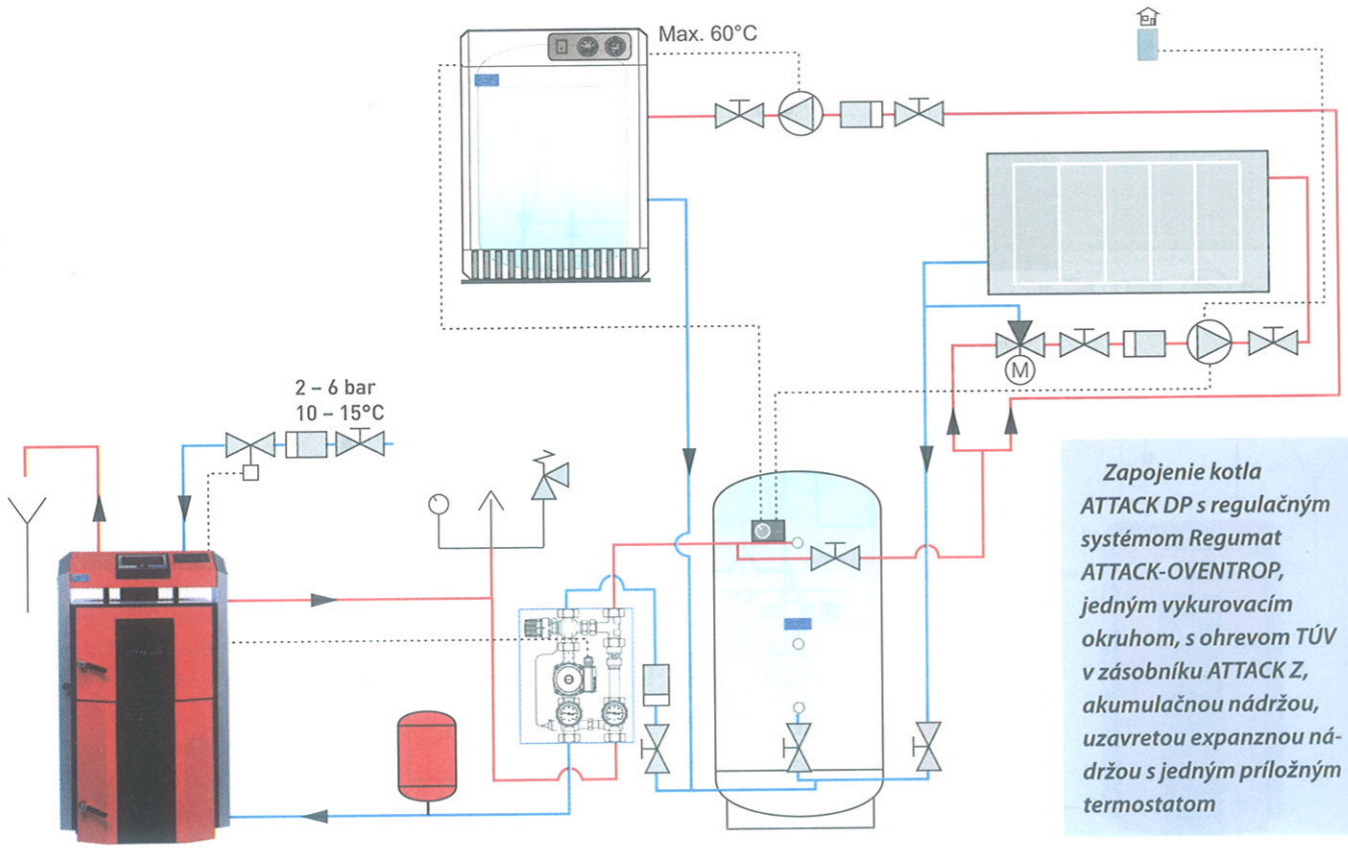 Max. 60°C
2 – 6 bar
10 – 15°C
M
Zapojenie kotla
ATTACK DP s regulačným
systémom Regumat
ATTACK-OVENTROP,
jedným vykurovacím
okruhom, s ohrevom TÚV
v zásobníku ATTACK Z,
akumulačnou nádržou,
uzavretou expanznou ná-
držou s jedným príložným
termostatom